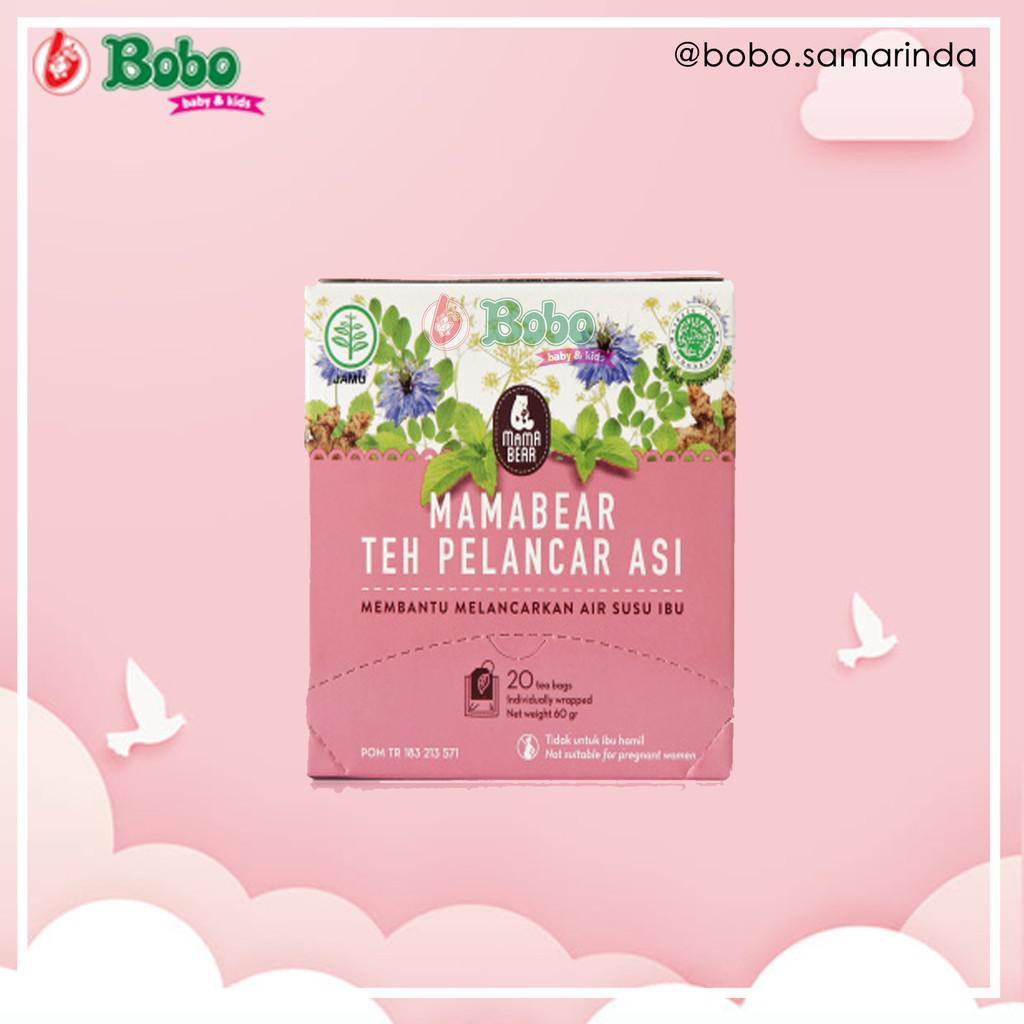 Bobo
baby & kids
@bobo.samarinda
JAMU
Bobo
baby & kids
MAMA
BEAR
MAMABEAR
TEH PELANCAR ASI
MEMBANTU MELANCARKAN AIR SUSU IBU
20 tea bags
Individually wrapped
Net weight 60 gr
POM TR 183 213 571
Tidak untuk ibu hamil
Not suitable for pregnant women